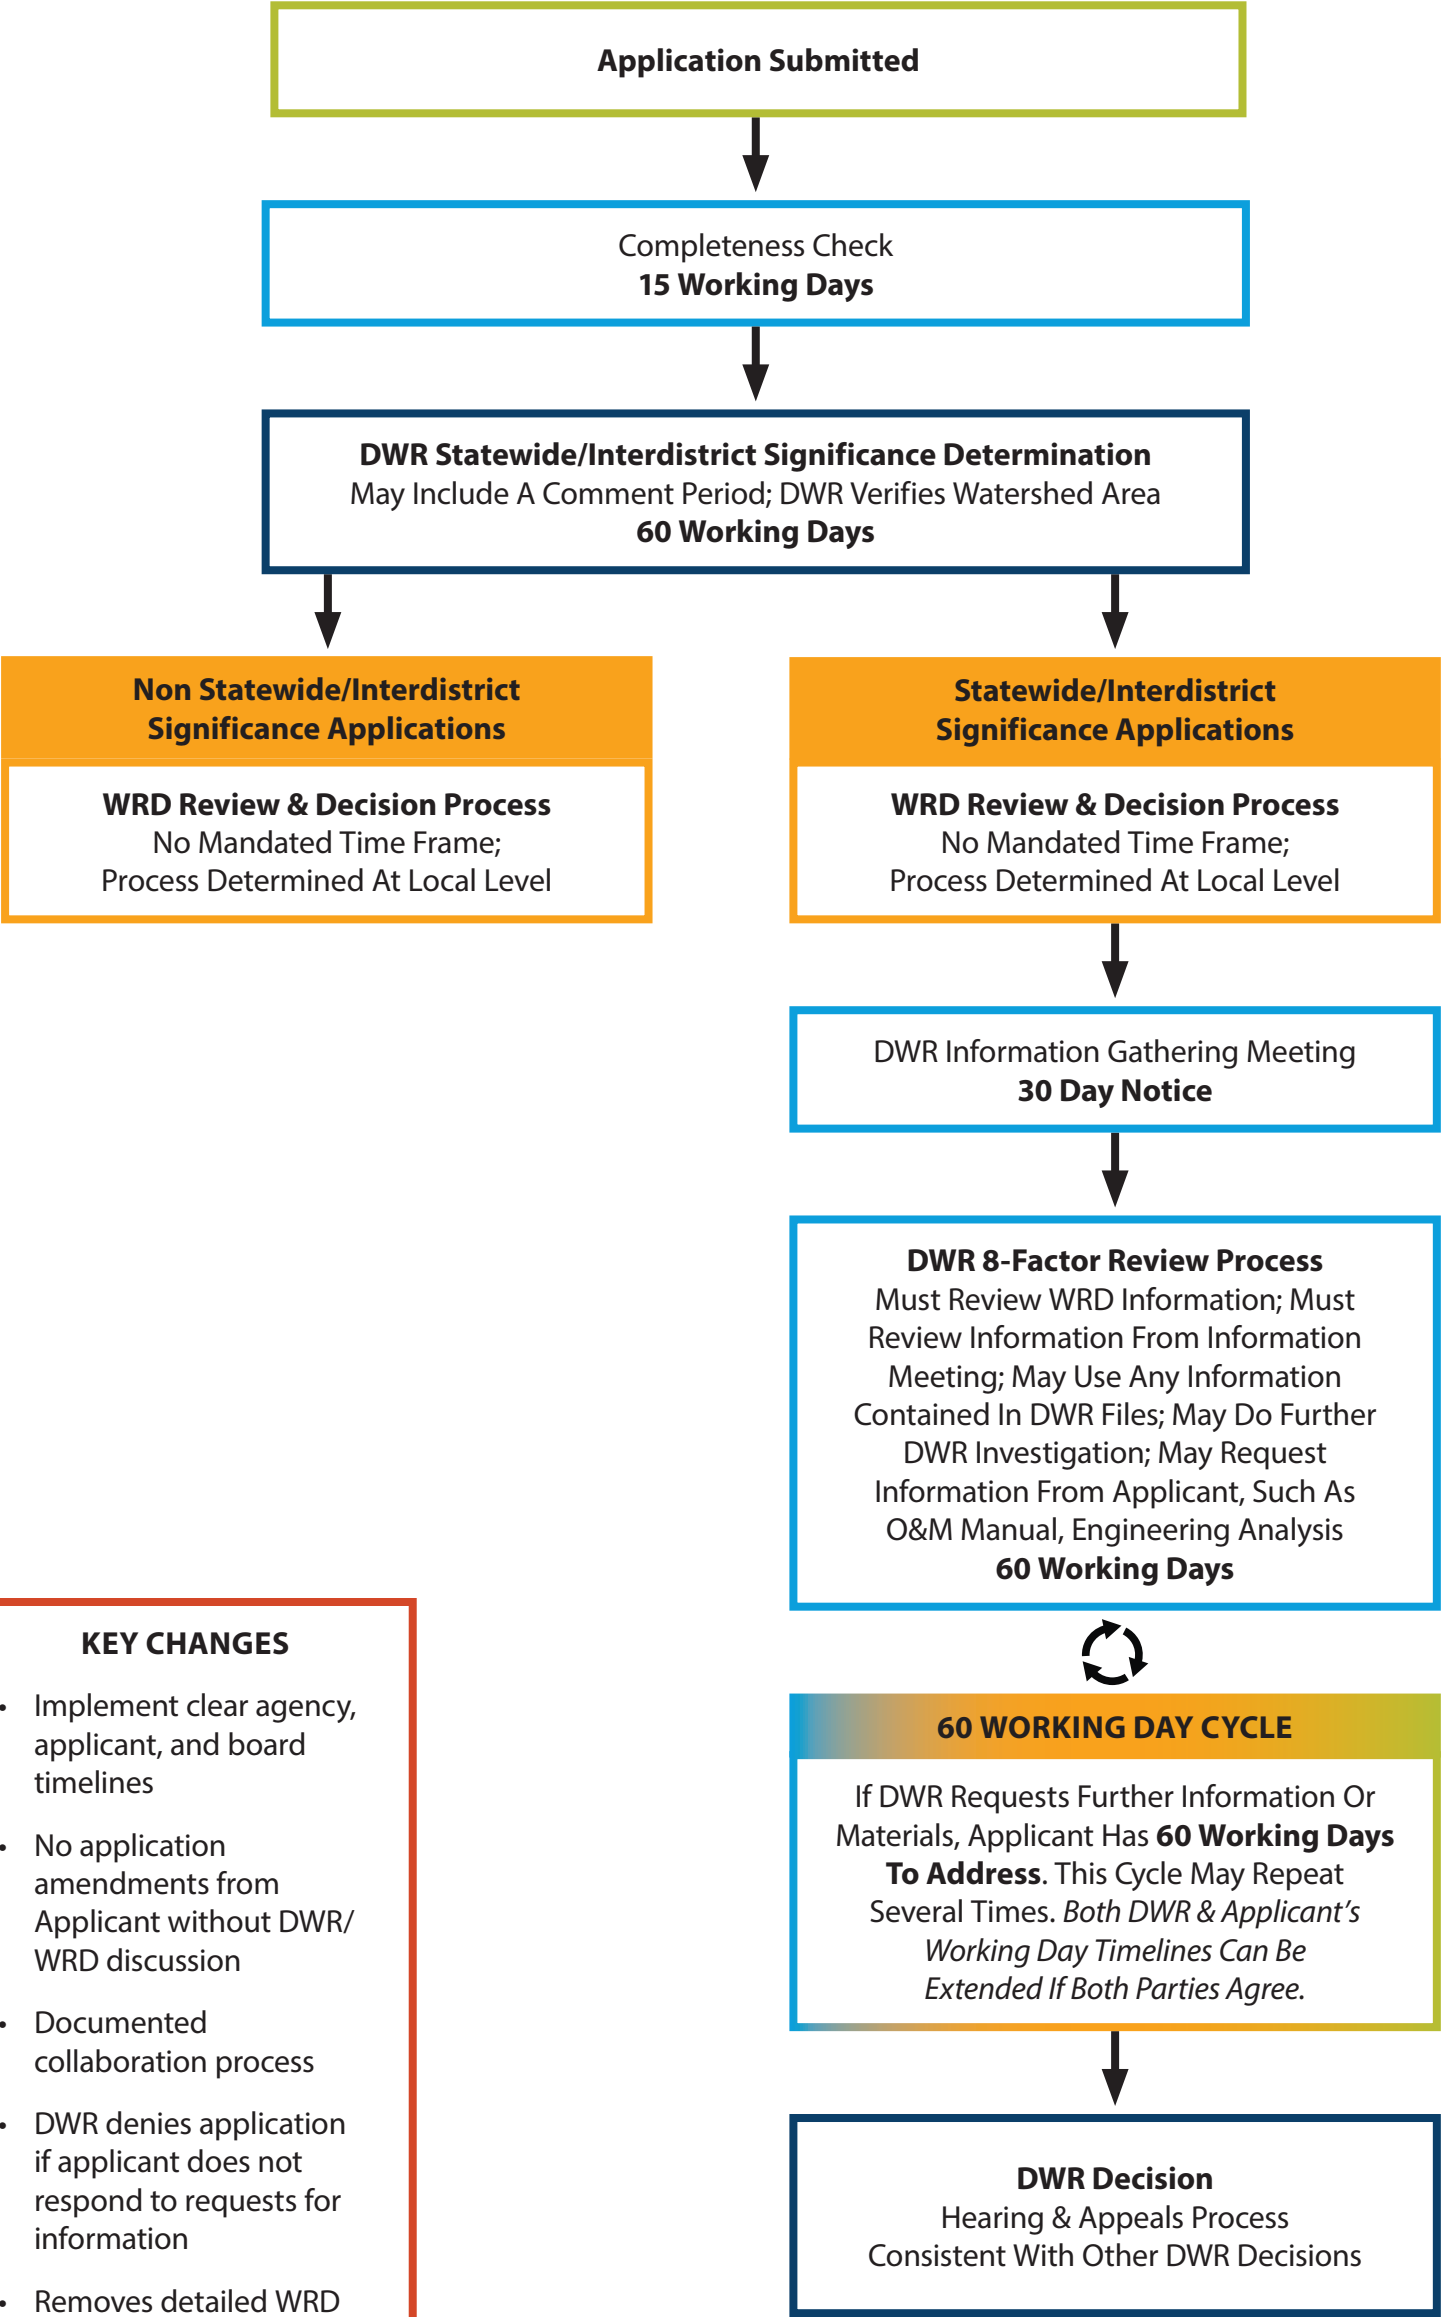 Application Submitted
Completeness Check
15 Working Days
DWR Statewide/Interdistrict Significance Determination
May Include A Comment Period; DWR Verifies Watershed Area
60 Working Days
Non Statewide/Interdistrict
Significance Applications
WRD Review & Decision Process
No Mandated Time Frame;
Process Determined At Local Level
Statewide/Interdistrict
Significance Applications
WRD Review & Decision Process
No Mandated Time Frame;
Process Determined At Local Level
DWR Information Gathering Meeting
30 Day Notice
DWR 8-Factor Review Process
Must Review WRD Information; Must
Review Information From Information
Meeting; May Use Any Information
Contained In DWR Files; May Do Further
DWR Investigation; May Request
Information From Applicant, Such As
O&M Manual, Engineering Analysis
60 Working Days
60 WORKING DAY CYCLE
If DWR Requests Further Information Or
Materials, Applicant Has 60 Working Days
To Address. This Cycle May Repeat
Several Times. Both DWR & Applicant's
Working Day Timelines Can Be
Extended If Both Parties Agree.
DWR Decision
Hearing & Appeals Process
Consistent With Other DWR Decisions
KEY CHANGES
• Implement clear agency,
applicant, and board
timelines
• No application
amendments from
Applicant without DWR/
WRD discussion
• Documented
collaboration process
• DWR denies application
if applicant does not
respond to requests for
information
• Removes detailed WRD